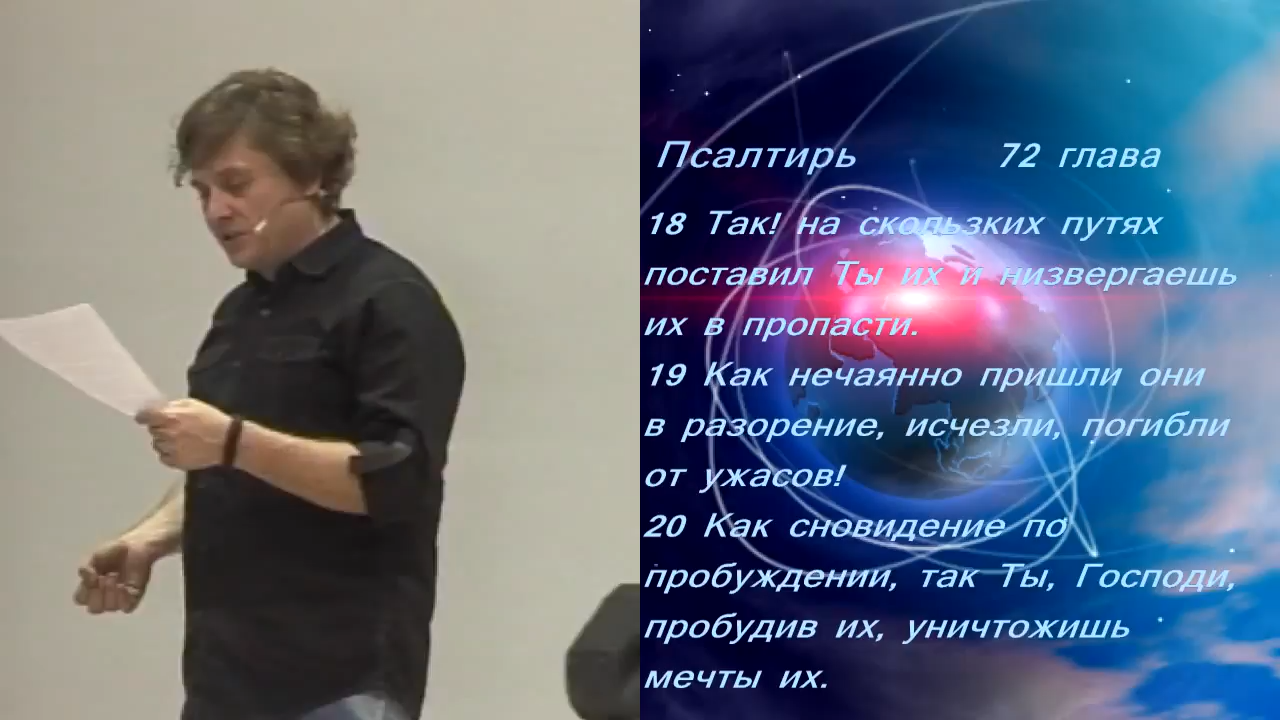 Псалтирь 72 глава
18 Так! на скользких путях
поставил Ты их и низвергаешь
их в пропасти.
19 Как нечаянно пришли они
в разорение, исчезли, погибли
от ужасов!
20 Как сновидение по
пробуждении, так Ты, Господи,
пробудив их, уничтожишь
мечты их.